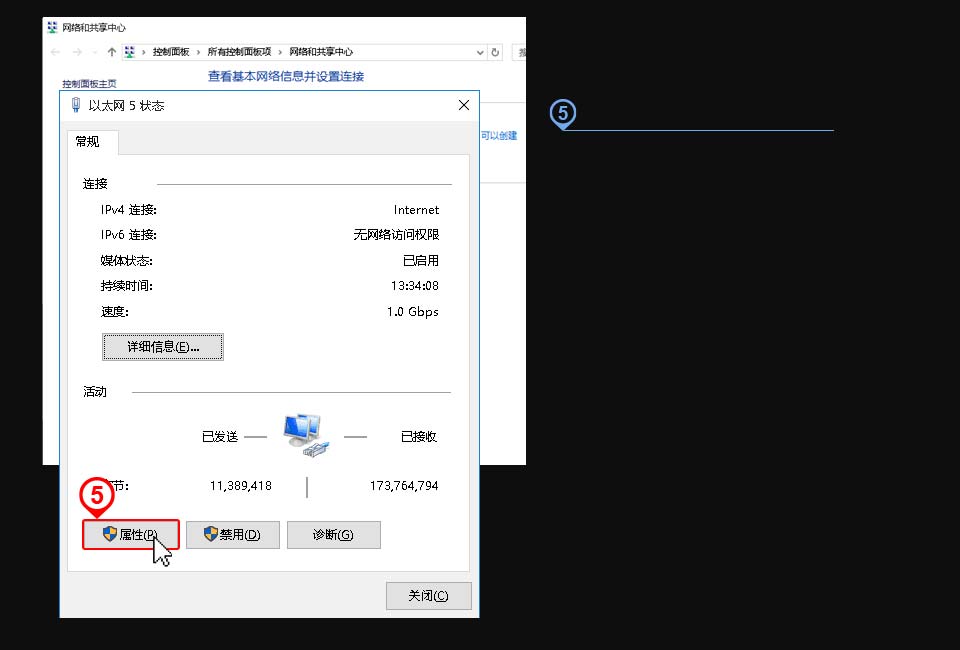 网络和共享中心
控制面板 › 所有控制面板项 › 网络和共享中心
控制面板主页
查看基本网络信息并设置连接
可以创建
以太网 5 状态
常规
连接
IPv4 连接: Internet
IPv6 连接: 无网络访问权限
媒体状态: 已启用
持续时间: 13:34:08
速度: 1.0 Gbps
详细信息(E)...
活动
已发送 已接收
节: 11,389,418 173,764,794
5
属性(P) 禁用(D) 诊断(G)
关闭(C)
5